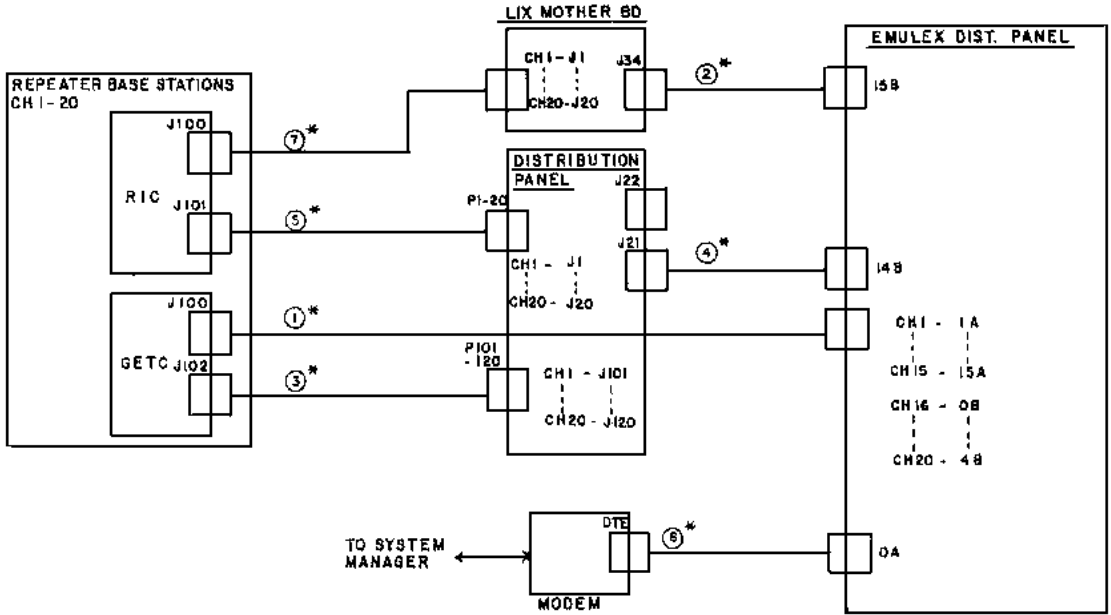 LIX MOTHER BD
CH1-J1
CH20-J20
J34
②*
EMULEX DIST. PANEL
15B
REPEATER BASE STATIONS
CH 1-20
J100
RIC
J101
⑦*
⑤*
DISTRIBUTION
PANEL
J22
P1-20
J21
CH1 - J1
CH20 - J20
④*
14B
J100
GETC
J102
①*
③*
P101
-120
CH1 - J101
CH20 - J120
CH1 - 1A
CH15 - 15A
CH16 - 0B
CH20 - 4B
TO SYSTEM
MANAGER
DTE
MODEM
⑥*
0A